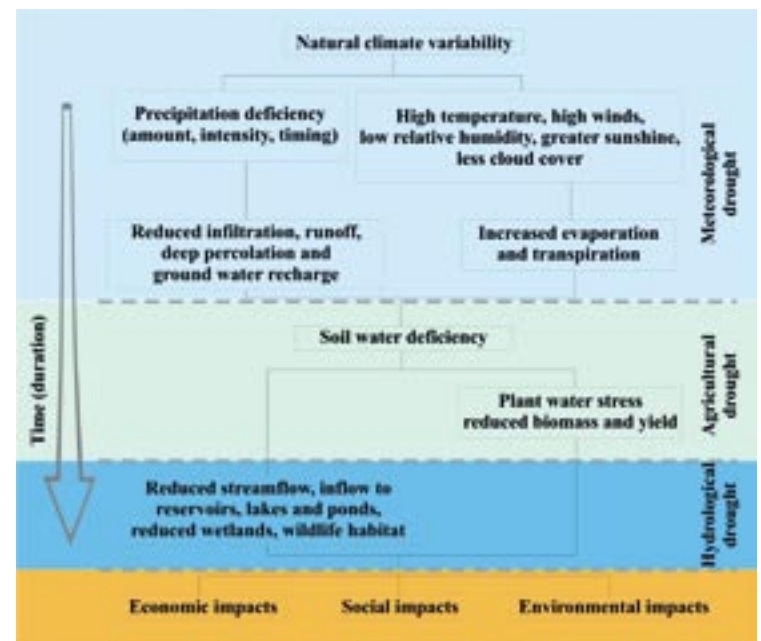 Natural climate variability
Precipitation deficiency
(amount, intensity, timing)
High temperature, high winds,
low relative humidity, greater sunshine,
less cloud cover
Reduced infiltration, runoff,
deep percolation and
ground water recharge
Increased evaporation
and transpiration
Meteorological
drought
Soil water deficiency
Plant water stress
reduced biomass and yield
Agricultural
drought
Time (duration)
Reduced streamflow, inflow to
reservoirs, lakes and ponds,
reduced wetlands, wildlife habitat
Hydrological
drought
Economic impacts
Social impacts
Environmental impacts